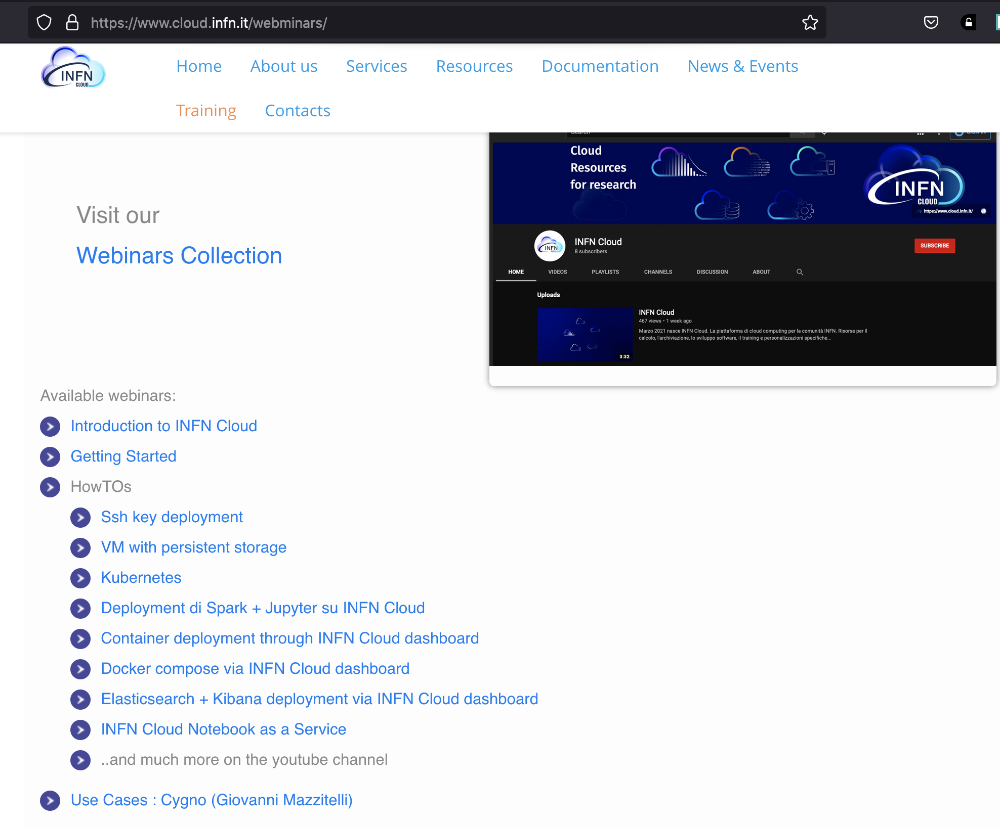 https://www.cloud.infn.it/webminars/
INFN
CLOUD
Home About us Services Resources Documentation News & Events
Training Contacts
Search
SIGN IN
Cloud
Resources
for research
INFN
CLOUD
https://www.cloud.infn.it/
Visit our
Webinars Collection
INFN
INFN Cloud
8 subscribers
SUBSCRIBE
HOME VIDEOS PLAYLISTS CHANNELS DISCUSSION ABOUT
Uploads
INFN Cloud
467 views • 1 week ago
Marzo 2021 nasce INFN Cloud. La piattaforma di cloud computing per la comunità INFN. Risorse per il
calcolo, l'archiviazione, lo sviluppo software, il training e personalizzazioni specifiche...
3:32
Available webinars:
Introduction to INFN Cloud
Getting Started
HowTOs
Ssh key deployment
VM with persistent storage
Kubernetes
Deployment di Spark + Jupyter su INFN Cloud
Container deployment through INFN Cloud dashboard
Docker compose via INFN Cloud dashboard
Elasticsearch + Kibana deployment via INFN Cloud dashboard
INFN Cloud Notebook as a Service
..and much more on the youtube channel
Use Cases : Cygno (Giovanni Mazzitelli)